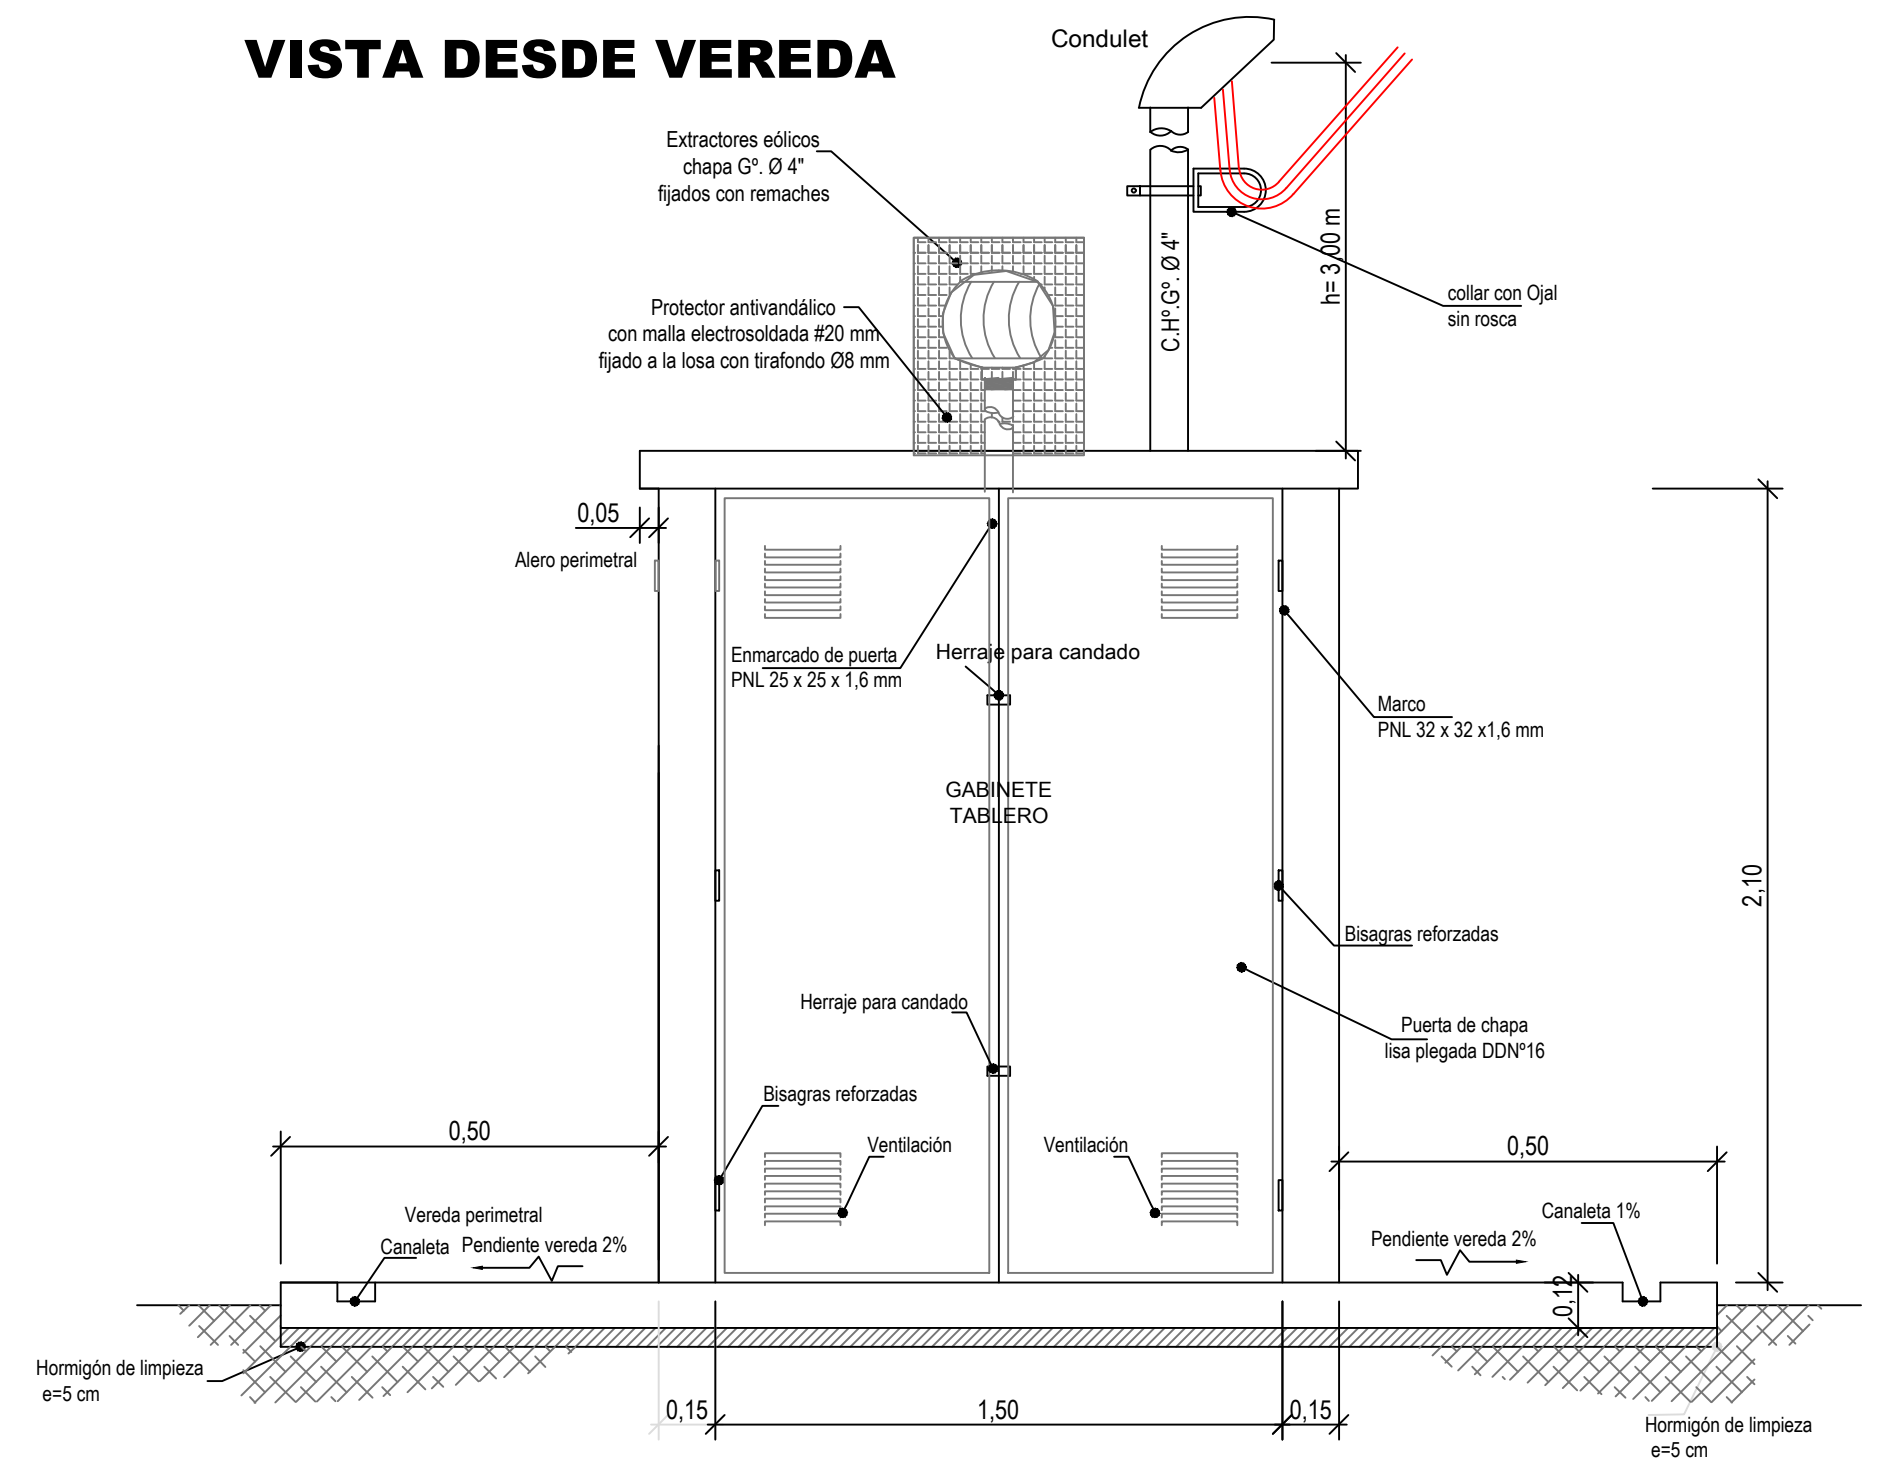 VISTA DESDE VEREDA
Condulet
Extractores eólicos
chapa Gº. Ø 4"
fijados con remaches
Protector antivandálico
con malla electrosoldada #20 mm
fijado a la losa con tirafondo Ø8 mm
C.Hº.Gº. Ø 4"
h= 3,00 m
collar con Ojal
sin rosca
0,05
Alero perimetral
Enmarcado de puerta
PNL 25 x 25 x 1,6 mm
Herraje para candado
Marco
PNL 32 x 32 x1,6 mm
GABINETE
TABLERO
2,10
Bisagras reforzadas
Herraje para candado
Puerta de chapa
lisa plegada DDNº16
Bisagras reforzadas
0,50
Ventilación
Ventilación
0,50
Vereda perimetral
Canaleta
Pendiente vereda 2%
Canaleta 1%
Pendiente vereda 2%
0,12
Hormigón de limpieza
e=5 cm
0,15
1,50
0,15
Hormigón de limpieza
e=5 cm